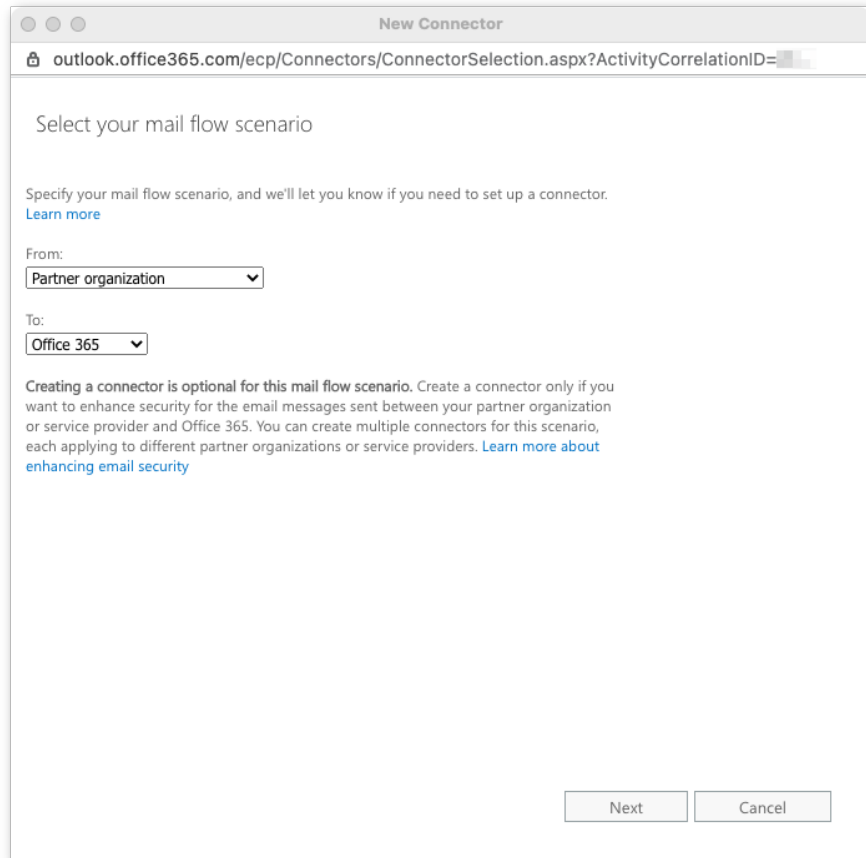 New Connector
outlook.office365.com/ecp/Connectors/ConnectorSelection.aspx?ActivityCorrelationID=
Select your mail flow scenario
Specify your mail flow scenario, and we'll let you know if you need to set up a connector.
Learn more
From:
Partner organization
To:
Office 365
Creating a connector is optional for this mail flow scenario. Create a connector only if you
want to enhance security for the email messages sent between your partner organization
or service provider and Office 365. You can create multiple connectors for this scenario,
each applying to different partner organizations or service providers. Learn more about
enhancing email security
Next Cancel